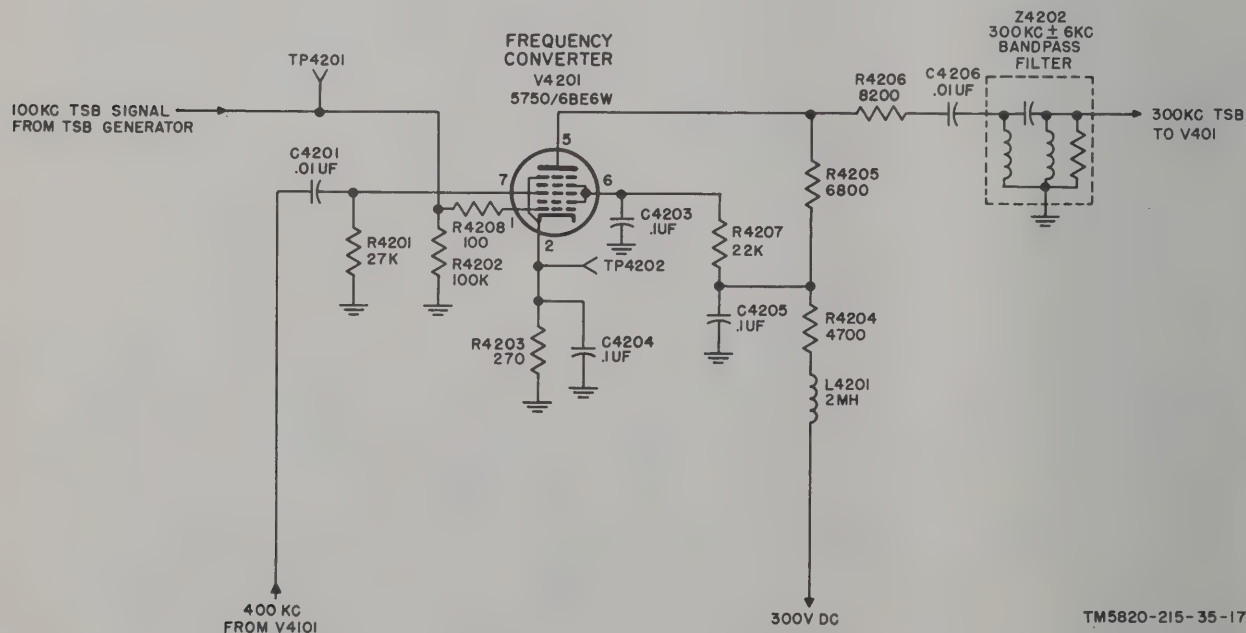 Z4202
300KC ± 6KC
BANDPASS
FILTER
FREQUENCY
CONVERTER
V4201
5750/6BE6W
TP4201
R4206
8200
C4206
.01UF
100KC TSB SIGNAL
FROM TSB GENERATOR
300KC TSB
TO V401
5
C4201
.01UF
7
6
R4205
6800
C4203
.1UF
R4207
22K
R4201
27K
1
R4208
100
2
R4202
100K
TP4202
C4205
.1UF
R4204
4700
R4203
270
C4204
.1UF
L4201
2MH
400 KC
FROM V4101
300V DC
TM5820-215-35-17